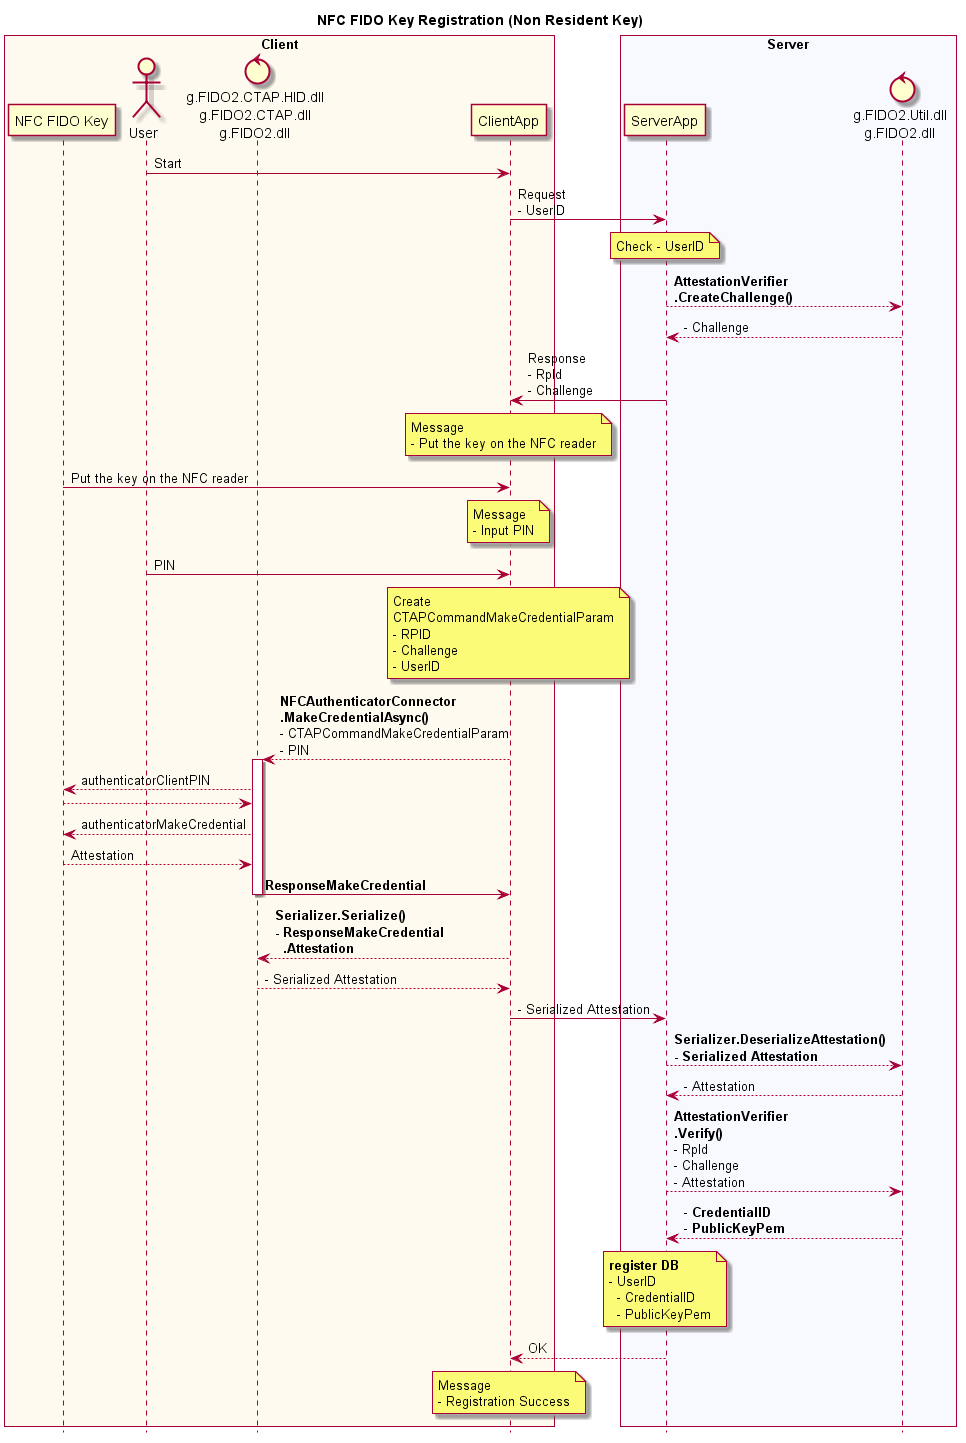 NFC FIDO Key Registration (Non Resident Key)
Client
Server
NFC FIDO Key
User
g.FIDO2.CTAP.HID.dll
g.FIDO2.CTAP.dll
g.FIDO2.dll
ClientApp
ServerApp
g.FIDO2.Util.dll
g.FIDO2.dll
Start
Request
- UserID
Check - UserID
AttestationVerifier
.CreateChallenge()
- Challenge
Response
- RpId
- Challenge
Message
- Put the key on the NFC reader
Put the key on the NFC reader
Message
- Input PIN
PIN
Create
CTAPCommandMakeCredentialParam
- RPID
- Challenge
- UserID
NFCAuthenticatorConnector
.MakeCredentialAsync()
- CTAPCommandMakeCredentialParam
- PIN
authenticatorClientPIN
authenticatorMakeCredential
Attestation
ResponseMakeCredential
Serializer.Serialize()
- ResponseMakeCredential
.Attestation
- Serialized Attestation
- Serialized Attestation
Serializer.DeserializeAttestation()
- Serialized Attestation
- Attestation
AttestationVerifier
.Verify()
- RpId
- Challenge
- Attestation
- CredentialID
- PublicKeyPem
register DB
- UserID
- CredentialID
- PublicKeyPem
OK
Message
- Registration Success